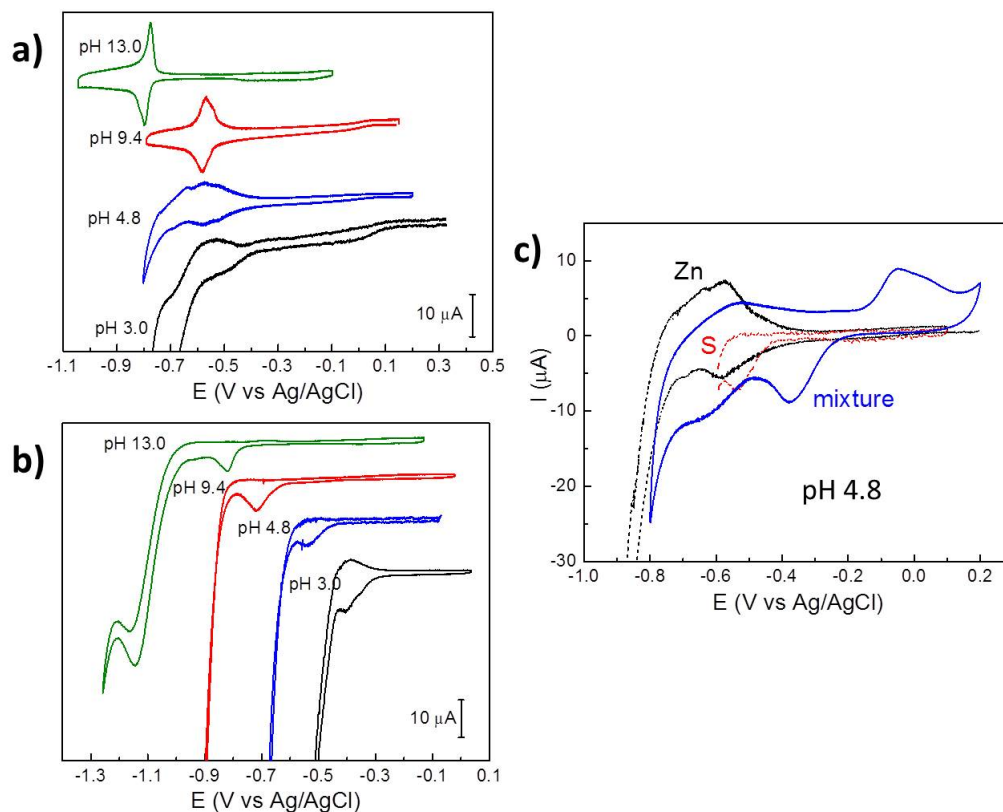 a)
pH 13.0
pH 9.4
pH 4.8
pH 3.0
10 μA
-1.1 -0.9 -0.7 -0.5 -0.3 -0.1 0.1 0.3 0.5
E (V vs Ag/AgCl)
b)
pH 13.0
pH 9.4
pH 4.8
pH 3.0
10 μA
-1.3 -1.1 -0.9 -0.7 -0.5 -0.3 -0.1 0.1
E (V vs Ag/AgCl)
c)
10
0
-10
-20
-30
I (μA)
Zn
S
mixture
pH 4.8
-1.0 -0.8 -0.6 -0.4 -0.2 0.0 0.2
E (V vs Ag/AgCl)